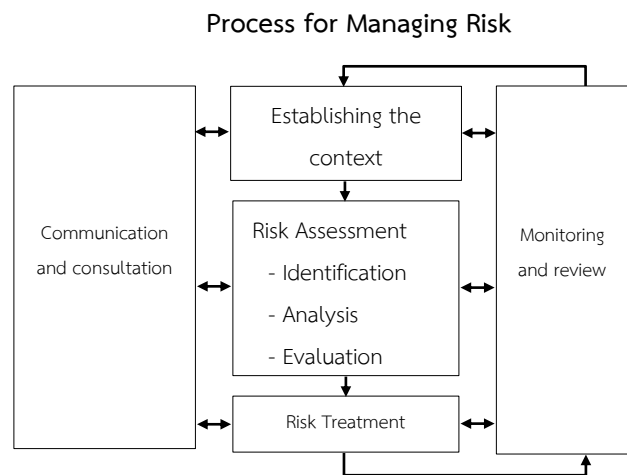 Process for Managing Risk
Establishing the
context
Communication
and consultation
Risk Assessment
- Identification
- Analysis
- Evaluation
Monitoring
and review
Risk Treatment